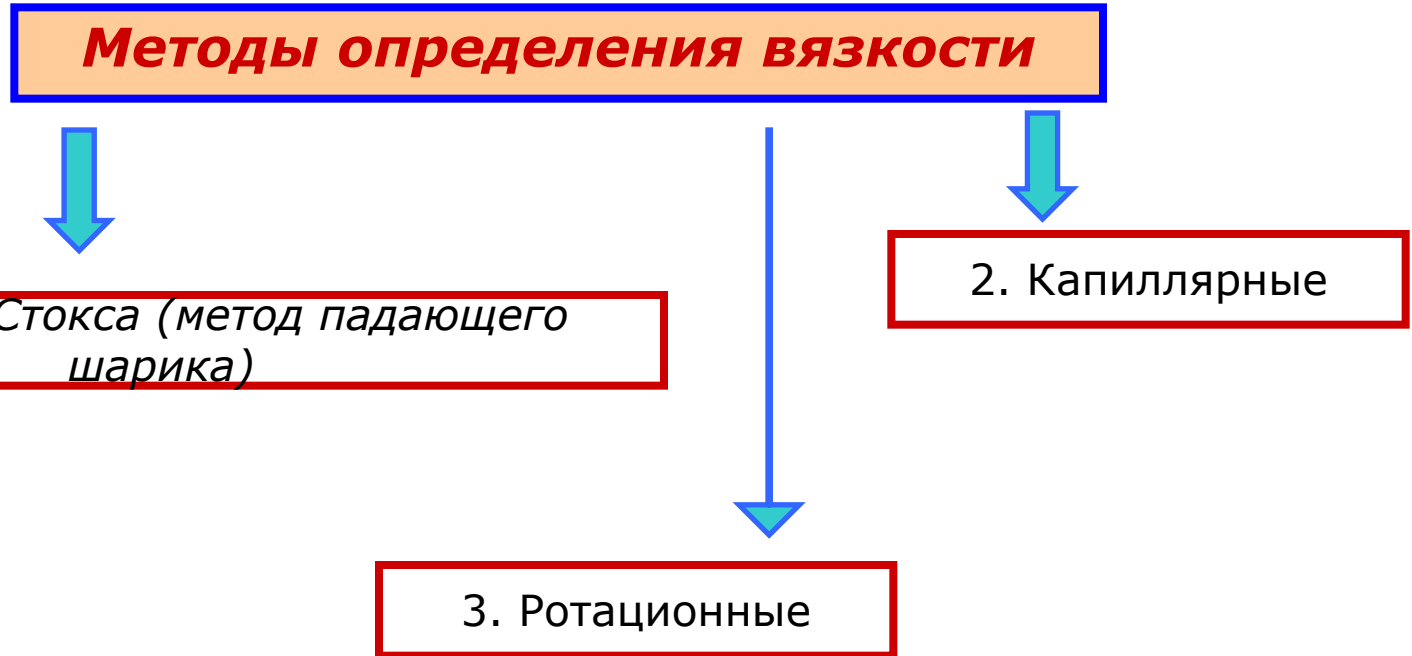 Методы определения вязкости
Стокса (метод падающего
шарика)
2. Капиллярные
3. Ротационные